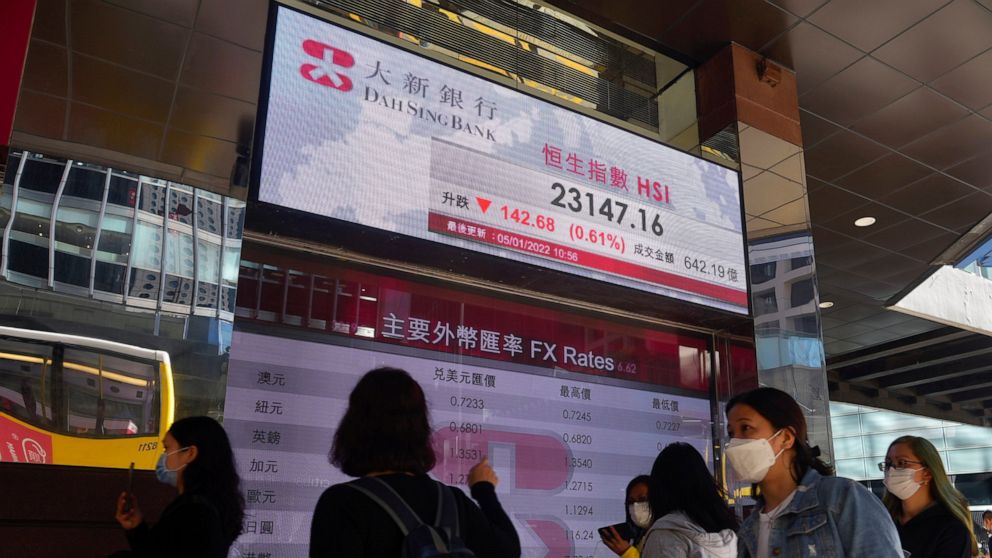 大新銀行
DAH SING BANK
恒生指數 HSI
23147.16
升跌 ▼ 142.68 (0.61%) 成交金額 642.19 億
最後更新 : 05/01/2022 10:56
主要外幣匯率 FX Rates
兌美元匯價 最高價 最低價
澳元 0.7233 0.7245 0.7227
紐元 0.6801 0.6820
英鎊 1.3531 1.3540
加元 1.2715
歐元 1.1294
日圓 116.24
港幣